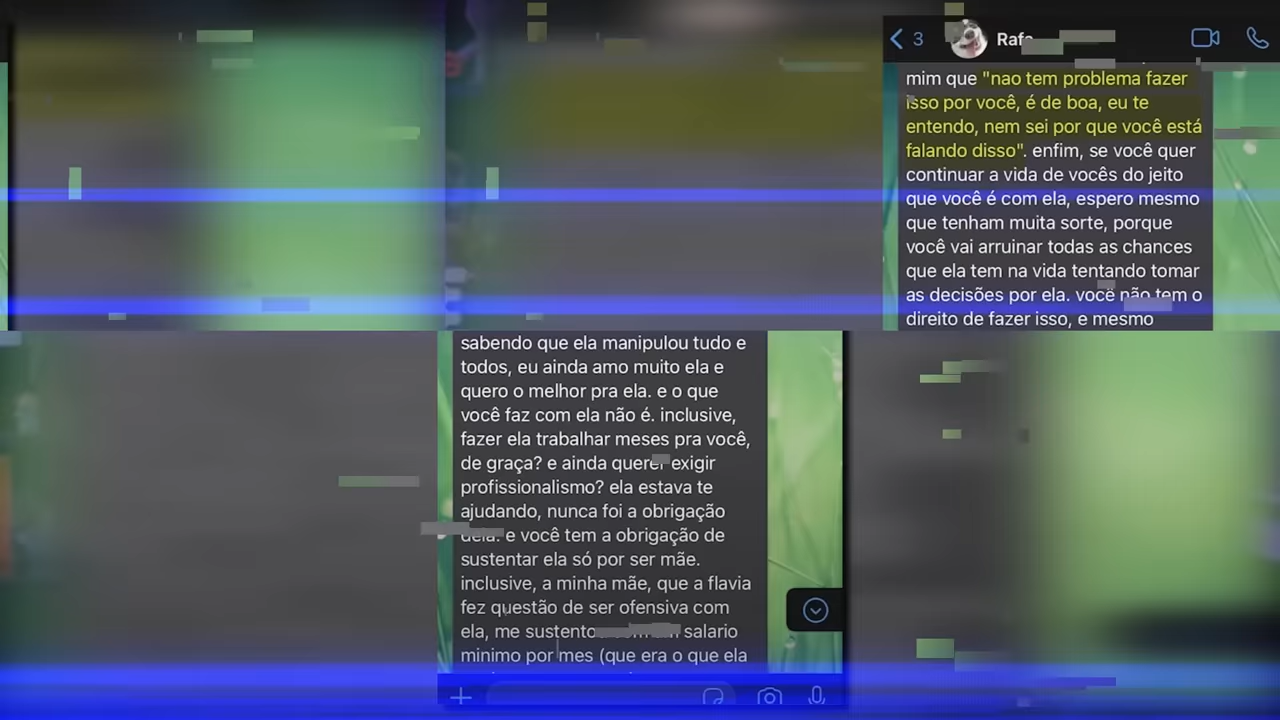 3
Rafa
mim que "nao tem problema fazer
isso por você, é de boa, eu te
entendo, nem sei por que você está
falando disso". enfim, se você quer
continuar a vida de vocês do jeito
que você é com ela, espero mesmo
que tenham muita sorte, porque
você vai arruinar todas as chances
que ela tem na vida tentando tomar
as decisões por ela. você não tem o
direito de fazer isso, e mesmo
sabendo que ela manipulou tudo e
todos, eu ainda amo muito ela e
quero o melhor pra ela. e o que
você faz com ela não é. inclusive,
fazer ela trabalhar meses pra você,
de graça? e ainda querer exigir
profissionalismo? ela estava te
ajudando, nunca foi a obrigação
dela. e você tem a obrigação de
sustentar ela só por ser mãe.
inclusive, a minha mãe, que a flavia
fez questão de ser ofensiva com
ela, me sustento salario
minimo por mes (que era o que ela